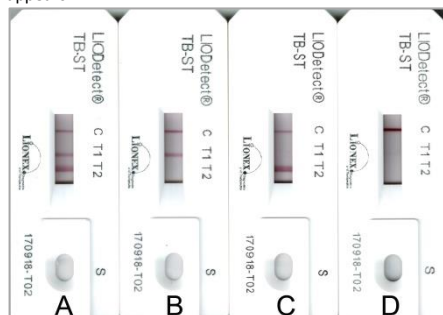 LIODetect®
TB-ST
C T1 T2
LIONEX
S
170918-T02
A
LIODetect®
TB-ST
C T1 T2
LIONEX
S
170918-T02
B
LIODetect®
TB-ST
C T1 T2
LIONEX
S
170918-T02
C
LIODetect®
TB-ST
C T1 T2
LIONEX
S
170918-T02
D